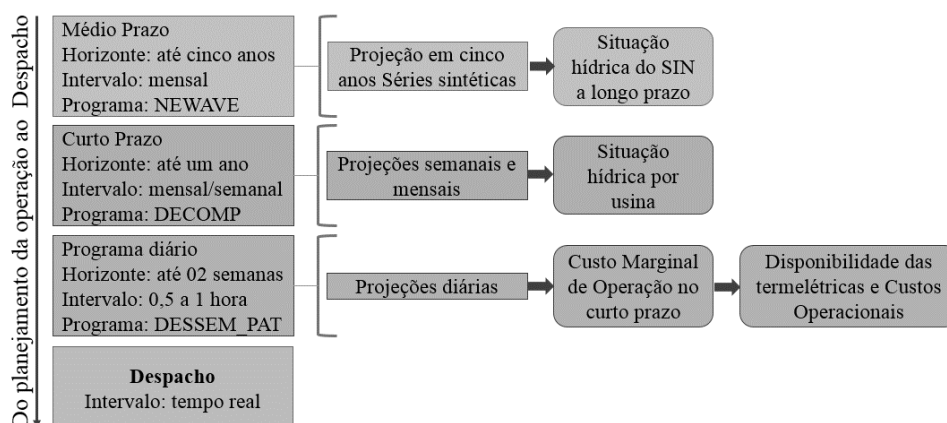 Do planejamento da operação ao Despacho
Médio Prazo
Horizonte: até cinco anos
Intervalo: mensal
Programa: NEWAVE
Projeção em cinco
anos Séries sintéticas
Situação
hídrica do SIN
a longo prazo
Curto Prazo
Horizonte: até um ano
Intervalo: mensal/semanal
Programa: DECOMP
Projeções semanais e
mensais
Situação
hídrica por
usina
Programa diário
Horizonte: até 02 semanas
Intervalo: 0,5 a 1 hora
Programa: DESSEM_PAT
Projeções diárias
Custo Marginal
de Operação no
curto prazo
Disponibilidade das
termelétricas e Custos
Operacionais
Despacho
Intervalo: tempo real